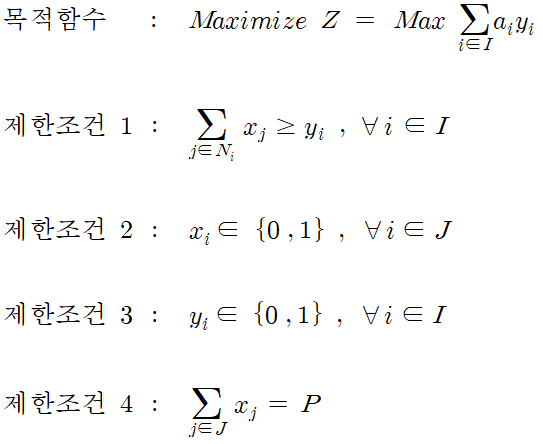 목적함수 : Maximize Z = Max ∑_{i∈I} a_i y_i
제한조건 1 : ∑_{j∈N_i} x_j ≥ y_i , ∀ i ∈ I
제한조건 2 : x_i ∈ {0 , 1} , ∀ i ∈ J
제한조건 3 : y_i ∈ {0 , 1} , ∀ i ∈ I
제한조건 4 : ∑_{j∈J} x_j = P